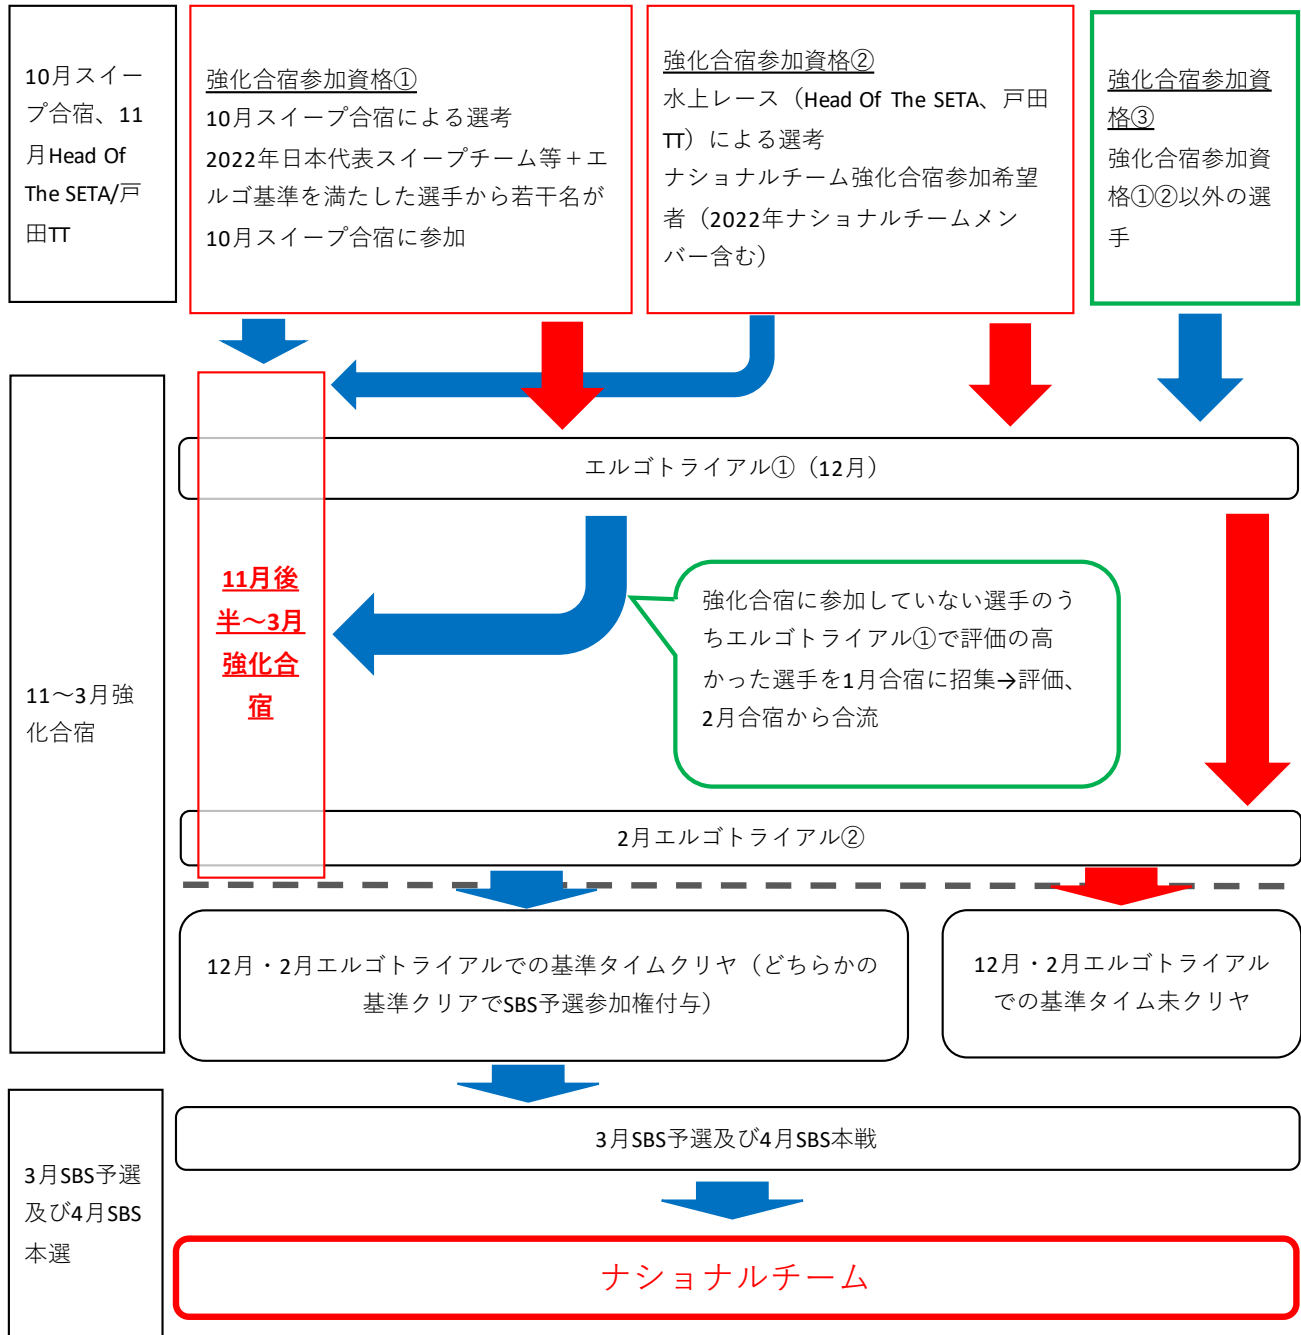 10月スイー
プ合宿、11
月Head Of
The SETA/戸
田TT
強化合宿参加資格①
10月スイープ合宿による選考
2022年日本代表スイープチーム等＋エ
ルゴ基準を満たした選手から若干名が
10月スイープ合宿に参加
強化合宿参加資格②
水上レース（Head Of The SETA、戸田
TT）による選考
ナショナルチーム強化合宿参加希望
者（2022年ナショナルチームメン
バー含む）
強化合宿参加資
格③
強化合宿参加資
格①②以外の選
手
エルゴトライアル①（12月）
11月後
半～3月
強化合
宿
強化合宿に参加していない選手のう
ちエルゴトライアル①で評価の高
かった選手を1月合宿に招集→評価、
2月合宿から合流
11～3月強
化合宿
2月エルゴトライアル②
12月・2月エルゴトライアルでの基準タイムクリヤ（どちらかの
基準クリアでSBS予選参加権付与）
12月・2月エルゴトライアル
での基準タイム未クリヤ
3月SBS予選及び4月SBS本戦
3月SBS予選
及び4月SBS
本選
ナショナルチーム